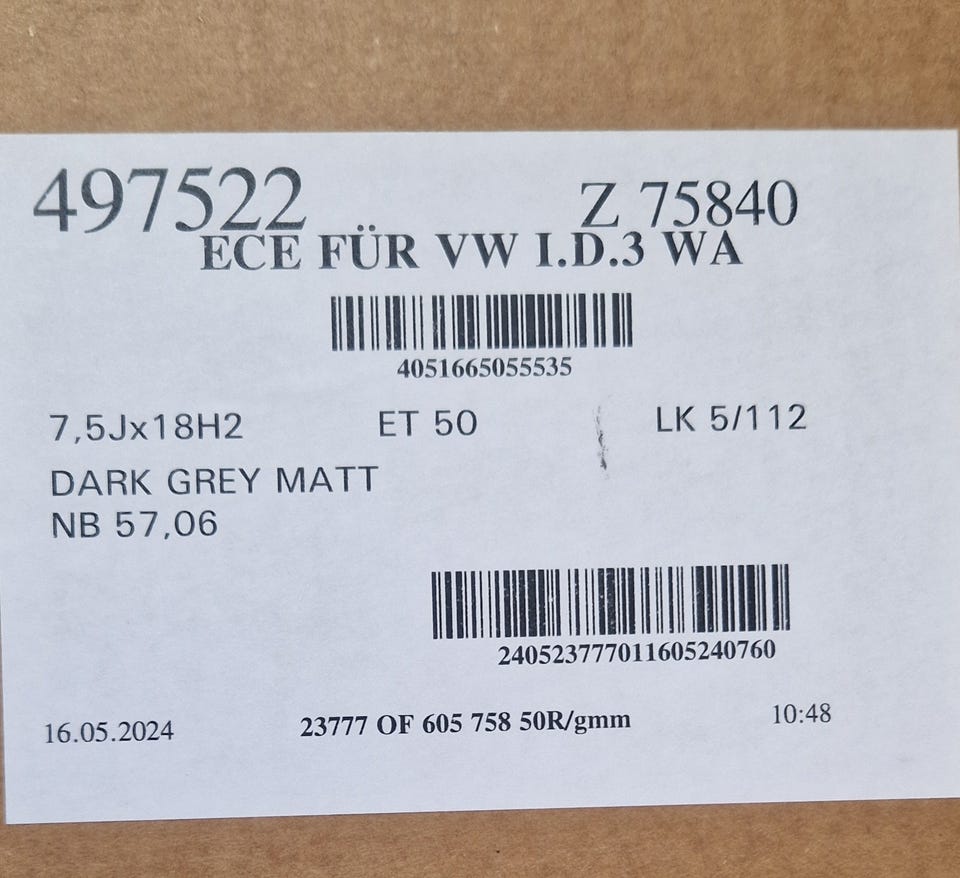 497522 Z 75840
ECE FÜR VW I.D.3 WA
4051665055535
7,5Jx18H2 ET 50 LK 5/112
DARK GREY MATT
NB 57,06
240523777011605240760
16.05.2024 23777 OF 605 758 50R/gmm 10:48